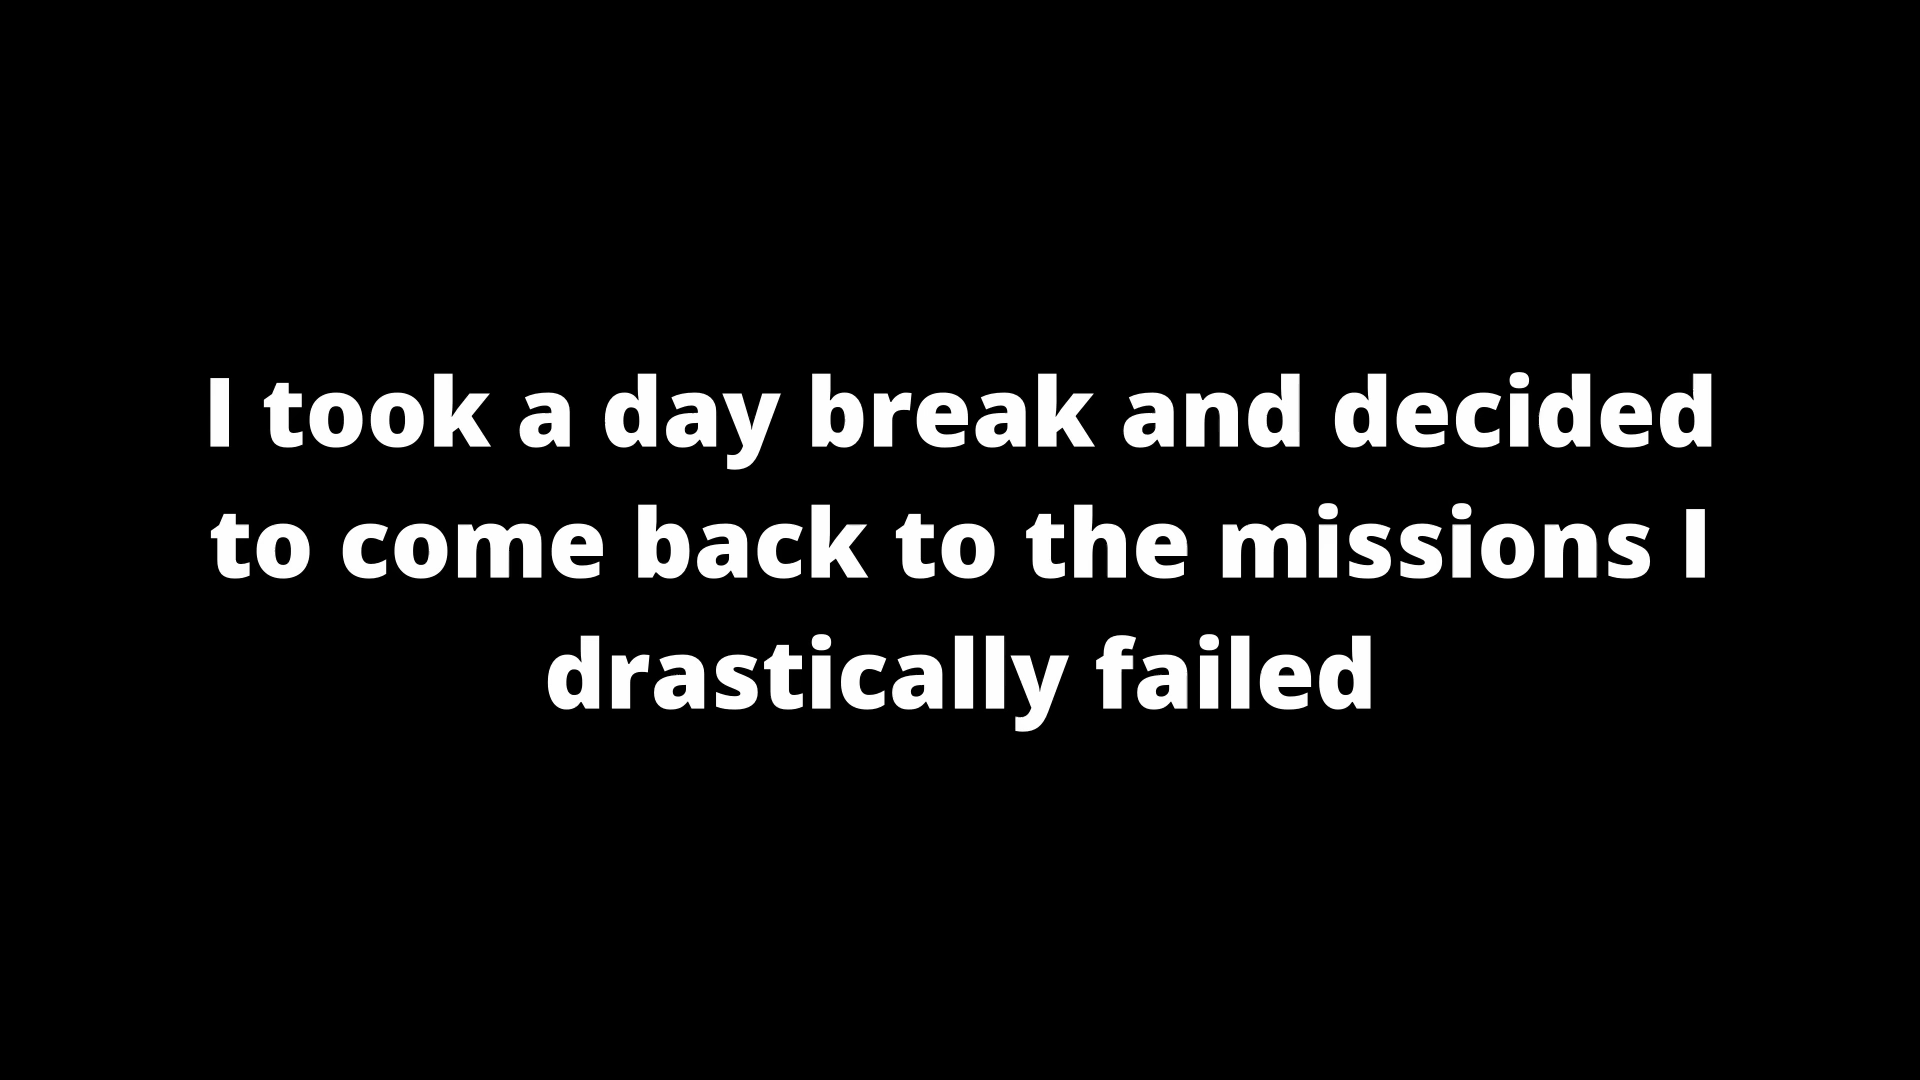 I took a day break and decided
to come back to the missions I
drastically failed